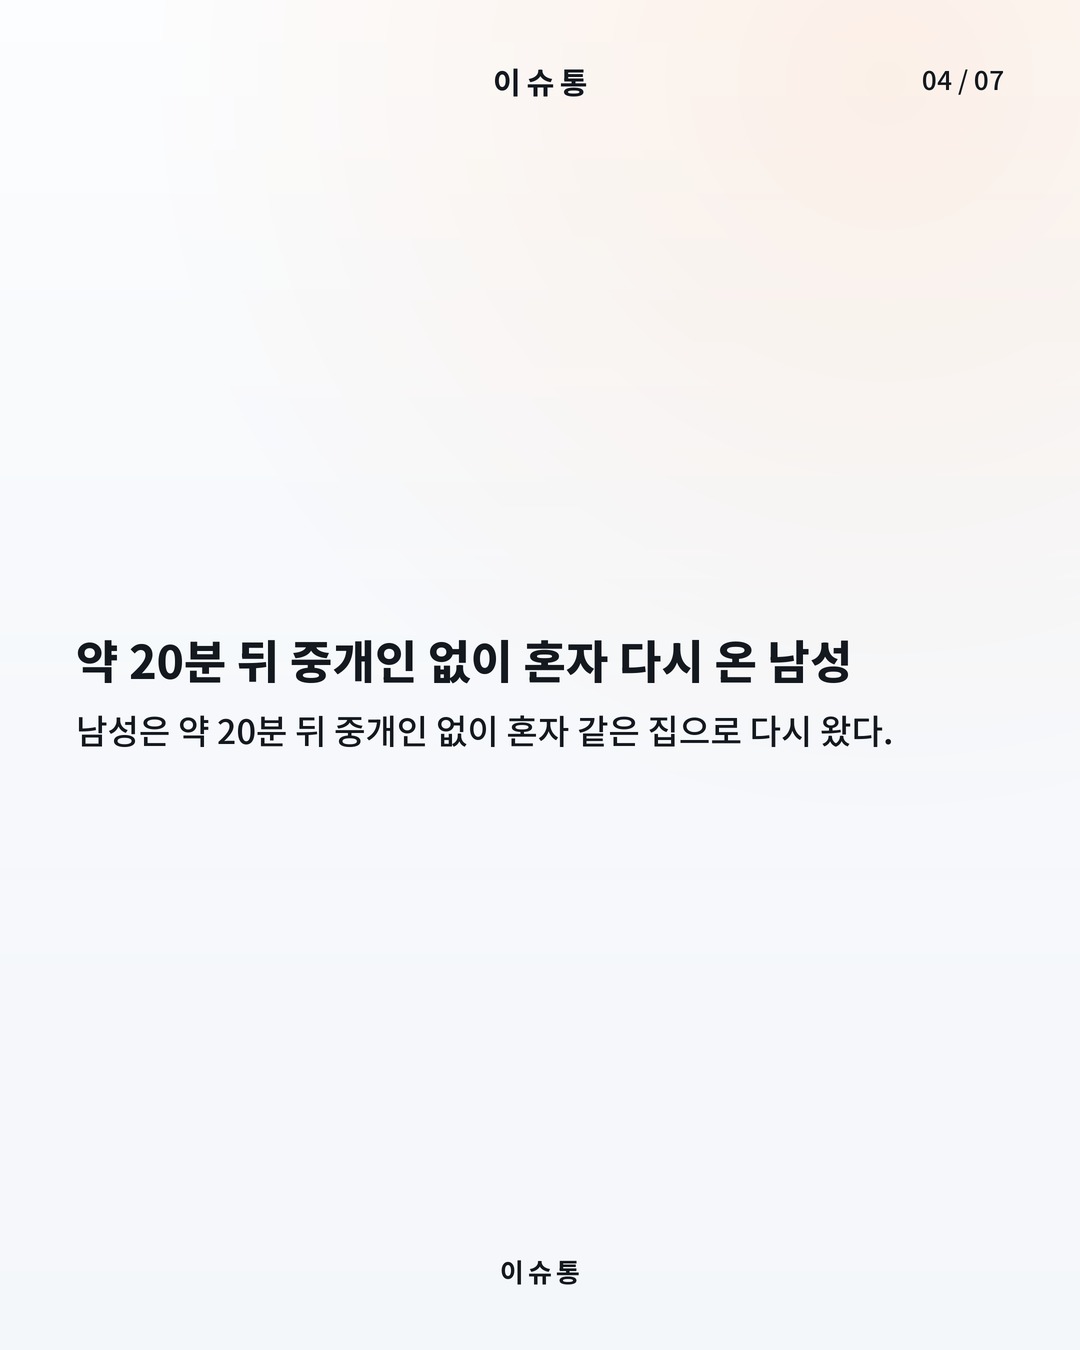 이슈통
04 / 07
약 20분 뒤 중개인 없이 혼자 다시 온 남성
남성은 약 20분 뒤 중개인 없이 혼자 같은 집으로 다시 왔다.
이슈통